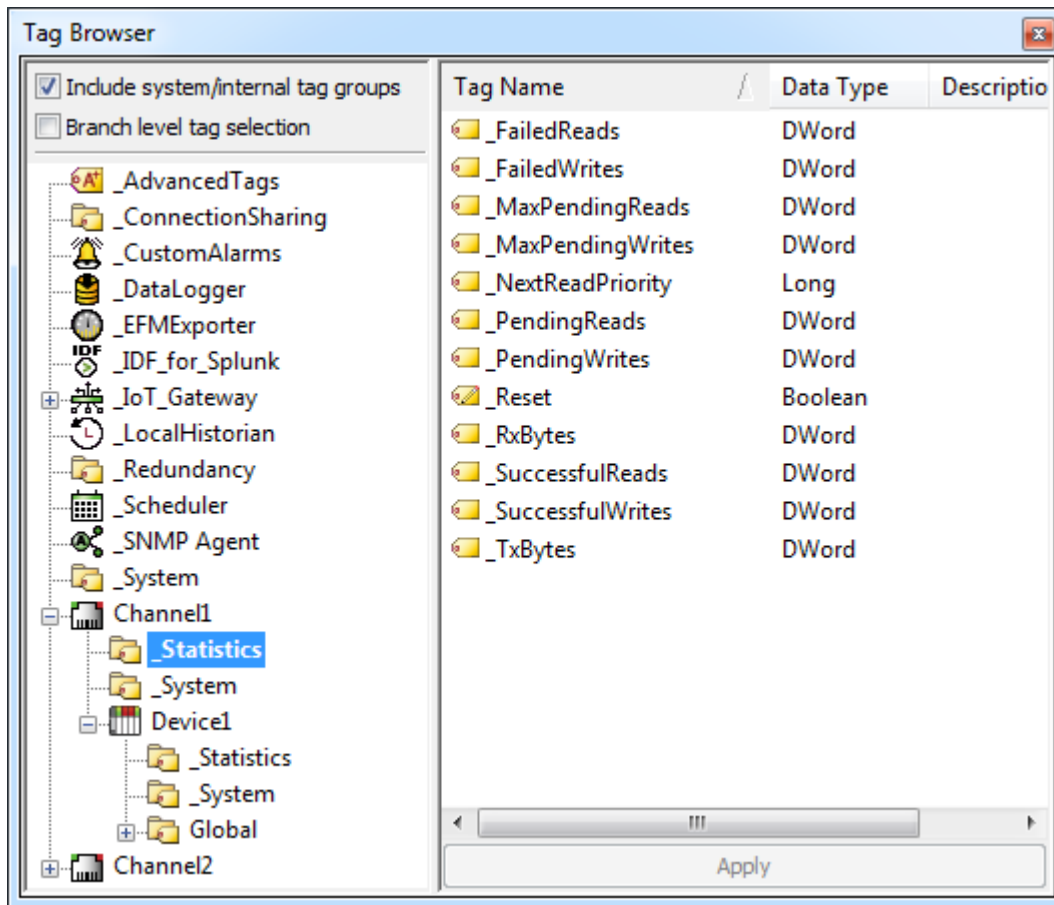 Tag Browser
Include system/internal tag groups
Branch level tag selection
_AdvancedTags
_ConnectionSharing
_CustomAlarms
_DataLogger
_EFMExporter
IDF
_IDF_for_Splunk
_IoT_Gateway
_LocalHistorian
_Redundancy
_Scheduler
_SNMP Agent
_System
Channel1
_Statistics
_System
Device1
_Statistics
_System
Global
Channel2
Tag Name Data Type Descriptio
_FailedReads DWord
_FailedWrites DWord
_MaxPendingReads DWord
_MaxPendingWrites DWord
_NextReadPriority Long
_PendingReads DWord
_PendingWrites DWord
_Reset Boolean
_RxBytes DWord
_SuccessfulReads DWord
_SuccessfulWrites DWord
_TxBytes DWord
Apply